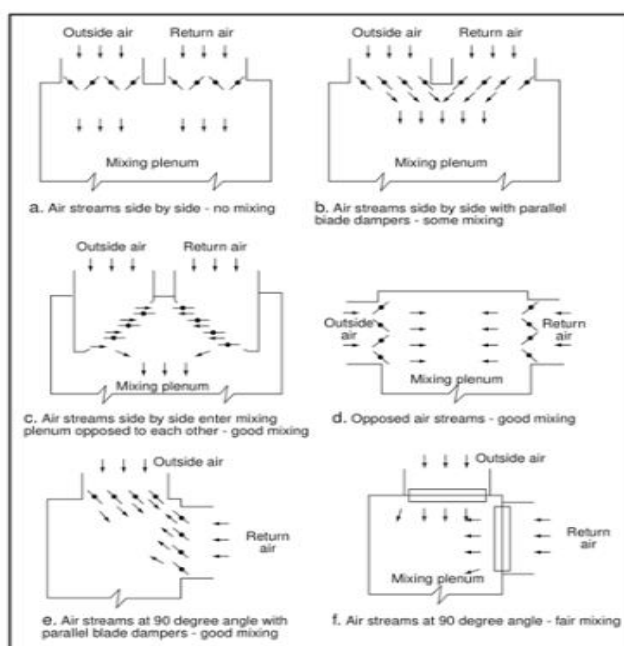 Outside air
Return air
Mixing plenum
a. Air streams side by side - no mixing
Outside air
Return air
Mixing plenum
b. Air streams side by side with parallel
blade dampers - some mixing
Outside air
Return air
Mixing plenum
c. Air streams side by side enter mixing
plenum opposed to each other - good mixing
Outside
air
Return
air
Mixing plenum
d. Opposed air streams - good mixing
Outside air
Return
air
e. Air streams at 90 degree angle with
parallel blade dampers - good mixing
Outside air
Return
air
Mixing plenum
f. Air streams at 90 degree angle - fair mixing